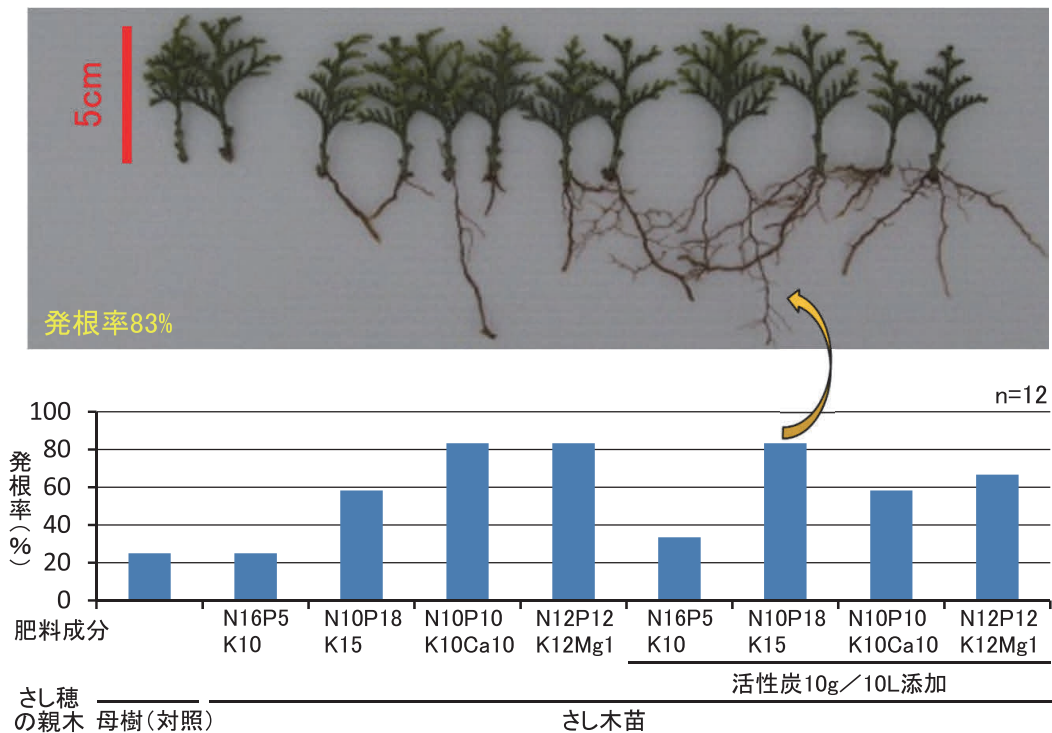 5cm
発根率83%
n=12
発根率(%)
100
80
60
40
20
0
肥料成分
N16P5
K10
N10P18
K15
N10P10
K10Ca10
N12P12
K12Mg1
N16P5
K10
N10P18
K15
N10P10
K10Ca10
N12P12
K12Mg1
活性炭10g/10L添加
さし穂
の親木
母樹(対照)
さし木苗